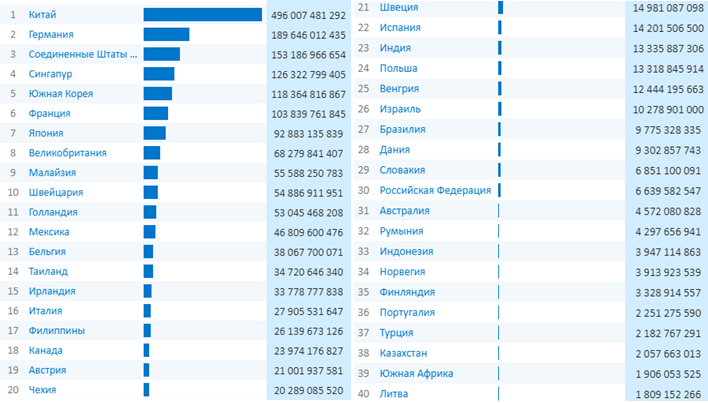 1 Китай 496 007 481 292
2 Германия 189 646 012 435
3 Соединенные Штаты ... 153 186 966 654
4 Сингапур 126 322 799 405
5 Южная Корея 118 364 816 867
6 Франция 103 839 761 845
7 Япония 92 883 135 839
8 Великобритания 68 279 841 407
9 Малайзия 55 588 250 783
10 Швейцария 54 886 911 951
11 Голландия 53 045 468 208
12 Мексика 46 809 600 476
13 Бельгия 38 067 700 071
14 Таиланд 34 720 646 340
15 Ирландия 33 778 777 838
16 Италия 27 905 531 647
17 Филиппины 26 139 673 126
18 Канада 23 974 176 827
19 Австрия 21 001 937 581
20 Чехия 20 289 085 520
21 Швеция 14 981 087 098
22 Испания 14 201 506 500
23 Индия 13 335 887 306
24 Польша 13 318 845 914
25 Венгрия 12 444 195 663
26 Израиль 10 278 901 000
27 Бразилия 9 775 328 335
28 Дания 9 302 857 743
29 Словакия 6 851 100 091
30 Российская Федерация 6 639 582 547
31 Австралия 4 572 080 828
32 Румыния 4 297 656 941
33 Индонезия 3 947 114 863
34 Норвегия 3 913 923 539
35 Финляндия 3 328 914 557
36 Португалия 2 251 275 590
37 Турция 2 182 767 291
38 Казахстан 2 057 663 013
39 Южная Африка 1 906 053 525
40 Литва 1 809 152 266